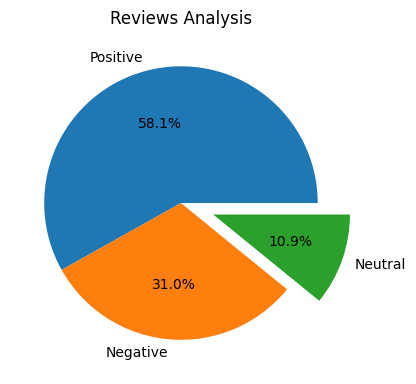 Reviews Analysis
Positive
58.1%
10.9%
Neutral
31.0%
Negative